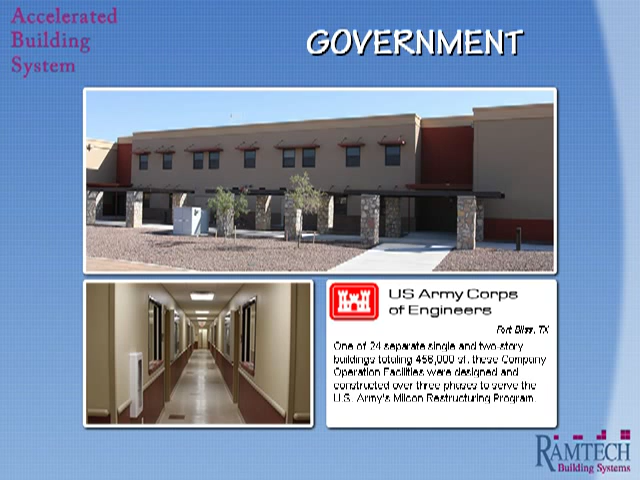 Accelerated
Building
System
GOVERNMENT
US Army Corps
of Engineers
Fort Bliss, TX
One of 24 separate single and two-story
buildings totaling 456,000 sf, these Company
Operation Facilities were designed and
constructed over three phases to serve the
U.S. Army's Milcon Restructuring Program.
RAMTECH
Building Systems